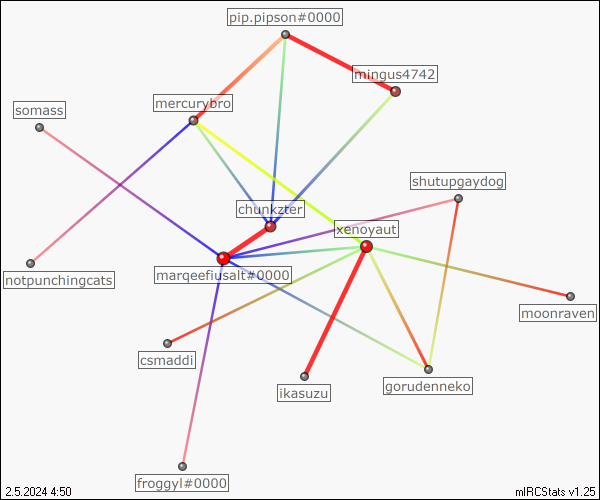 pip.pipson#0000
mingus4742
mercurybro
somass
shutupgaydog
chunkzter
xenoyaut
marqeefiusalt#0000
notpunchingcats
moonraven
csmaddi
gorudenneko
ikasuzu
froggyl#0000
2.5.2024 4:50
mIRCStats v1.25